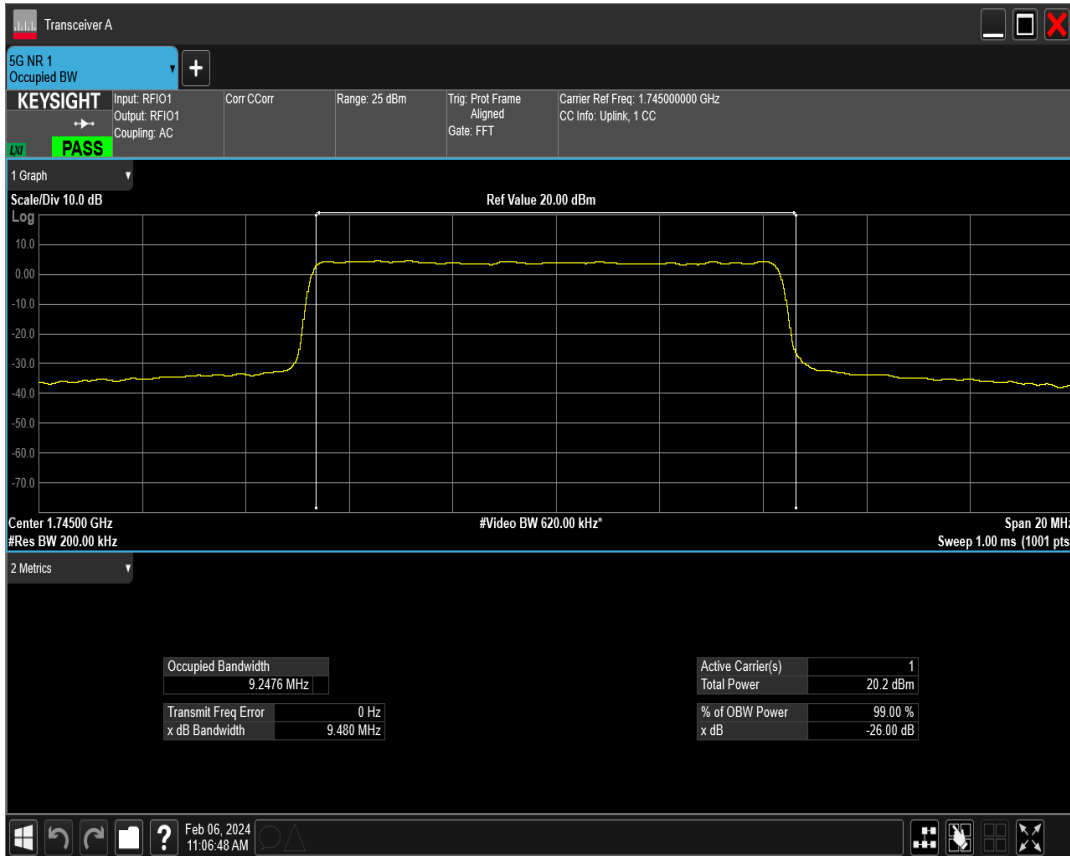 Transceiver A
5G NR 1
Occupied BW
KEYSIGHT
LXI
PASS
Input: RFIO1
Output: RFIO1
Coupling: AC
Corr CCorr
Range: 25 dBm
Trig: Prot Frame
Aligned
Gate: FFT
Carrier Ref Freq: 1.745000000 GHz
CC Info: Uplink, 1 CC
1 Graph
Scale/Div 10.0 dB
Ref Value 20.00 dBm
Log
10.0
0.00
-10.0
-20.0
-30.0
-40.0
-50.0
-60.0
-70.0
Center 1.74500 GHz
#Video BW 620.00 kHz*
Span 20 MHz
#Res BW 200.00 kHz
Sweep 1.00 ms (1001 pts
2 Metrics
Occupied Bandwidth
9.2476 MHz
Transmit Freq Error 0 Hz
x dB Bandwidth 9.480 MHz
Active Carrier(s) 1
Total Power 20.2 dBm
% of OBW Power 99.00 %
x dB -26.00 dB
?
Feb 06, 2024
11:06:48 AM